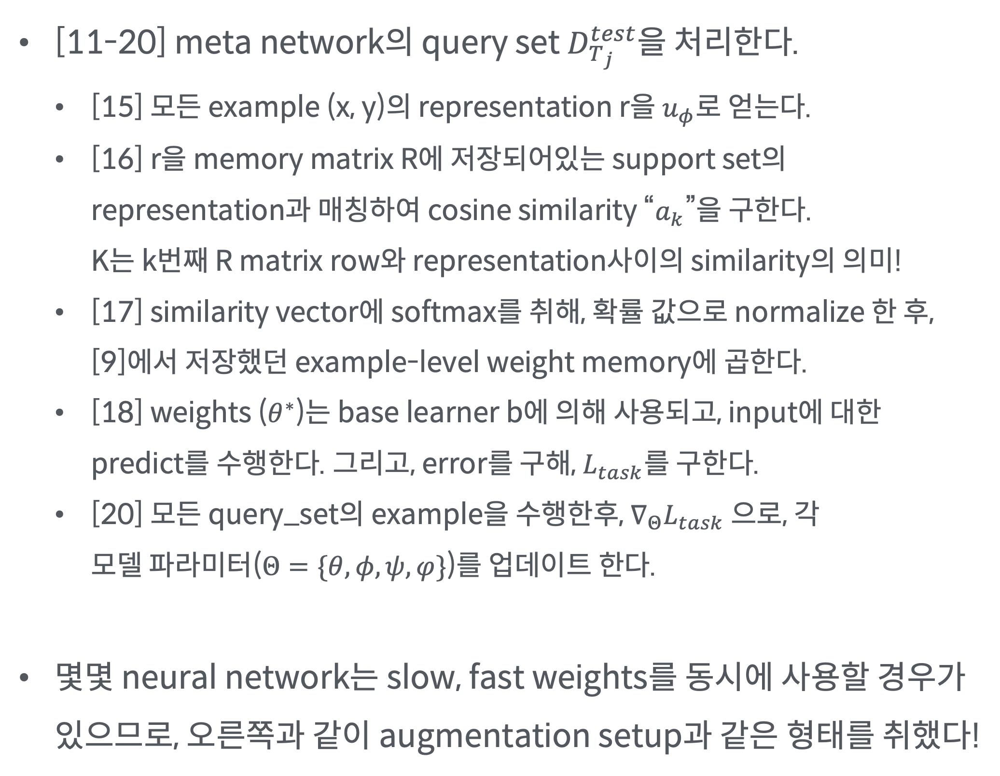 • [11-20] meta network의 query set $D_{T_j}^{test}$을 처리한다.
• [15] 모든 example (x, y)의 representation r을 $u_\phi$로 얻는다.
• [16] r을 memory matrix R에 저장되어있는 support set의
representation과 매칭하여 cosine similarity “$a_k$”을 구한다.
K는 k번째 R matrix row와 representation사이의 similarity의 의미!
• [17] similarity vector에 softmax를 취해, 확률 값으로 normalize 한 후,
[9]에서 저장했던 example-level weight memory에 곱한다.
• [18] weights ($\theta^*$)는 base learner b에 의해 사용되고, input에 대한
predict를 수행한다. 그리고, error를 구해, $L_{task}$를 구한다.
• [20] 모든 query_set의 example을 수행한후, $\nabla_\Theta L_{task}$ 으로, 각
모델 파라미터($\Theta = \{\theta, \phi, \psi, \varphi\}$)를 업데이트 한다.
• 몇몇 neural network는 slow, fast weights를 동시에 사용할 경우가
있으므로, 오른쪽과 같이 augmentation setup과 같은 형태를 취했다!